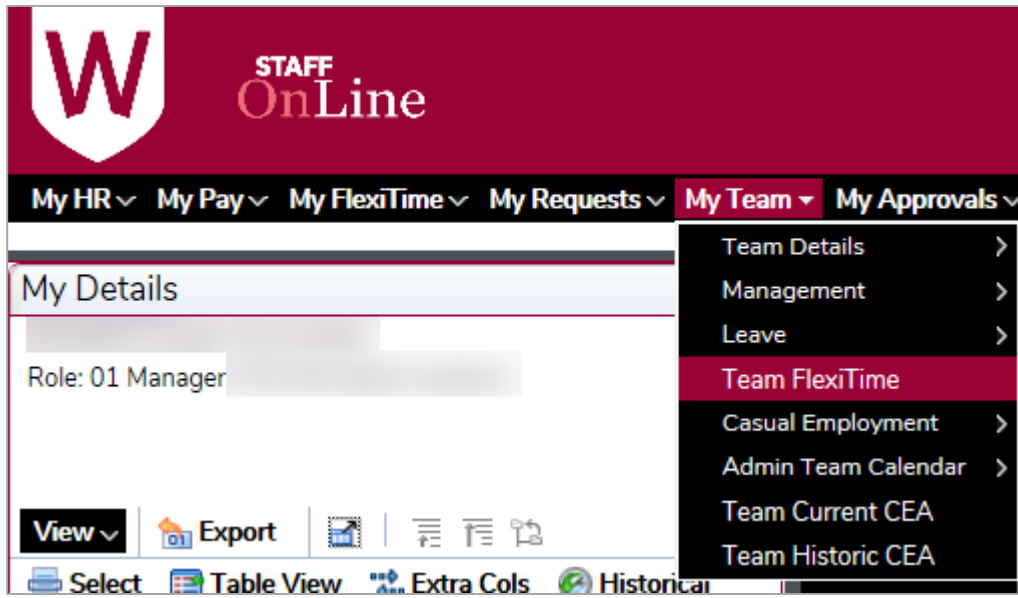 W
STAFF
OnLine
My HR My Pay My FlexiTime My Requests My Team My Approvals
Team Details
Management
Leave
Team FlexiTime
Casual Employment
Admin Team Calendar
Team Current CEA
Team Historic CEA
My Details
Role: 01 Manager
View Export
Select Table View Extra Cols Historical